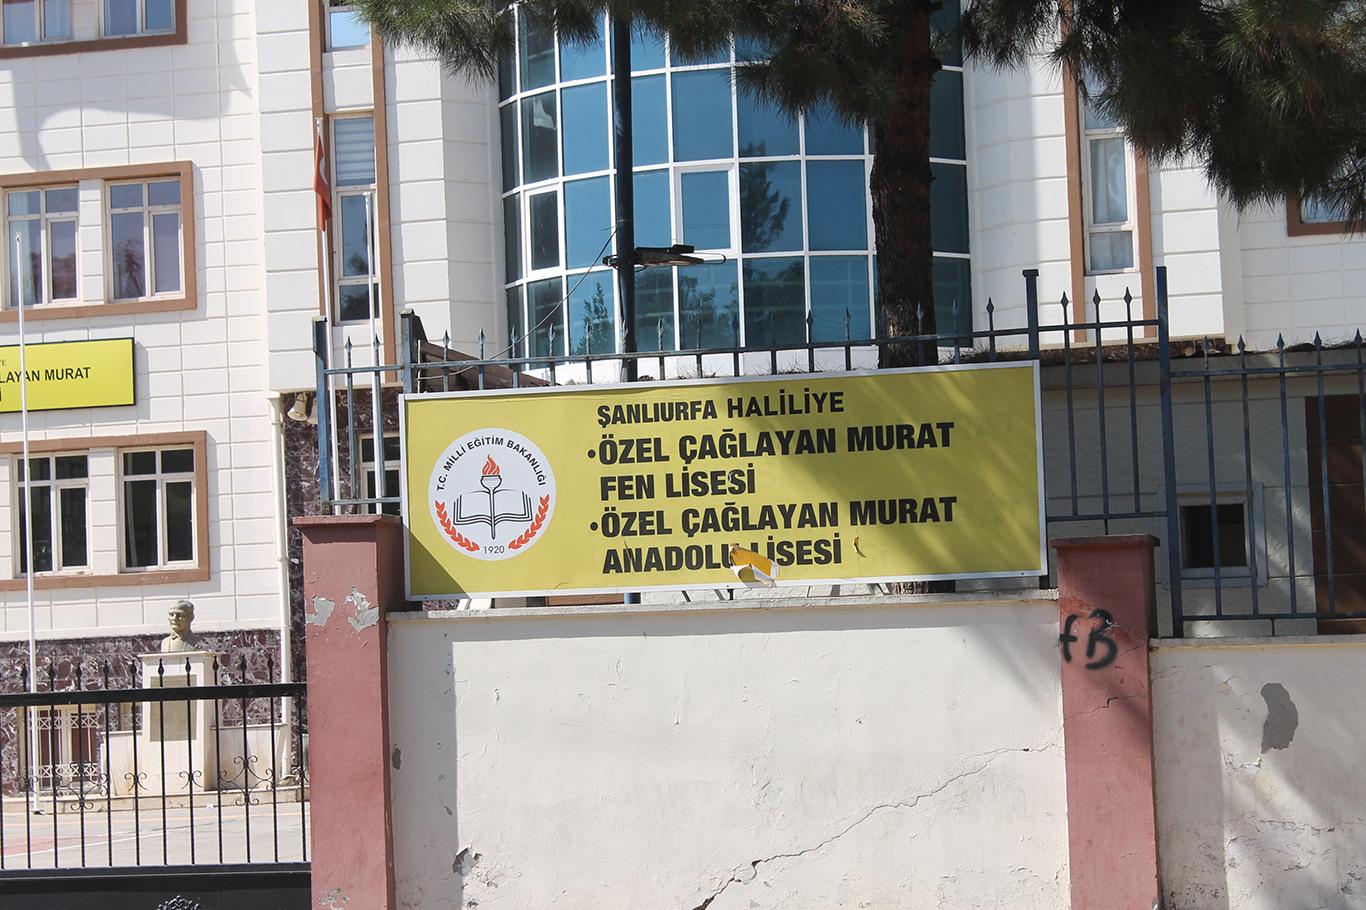 LAYAN MURAT
ŞANLIURFA HALİLİYE
•ÖZEL ÇAĞLAYAN MURAT
FEN LİSESİ
•ÖZEL ÇAĞLAYAN MURAT
ANADOLU LİSESİ
T.C. MİLLİ EĞİTİM BAKANLIĞI
1920
FB